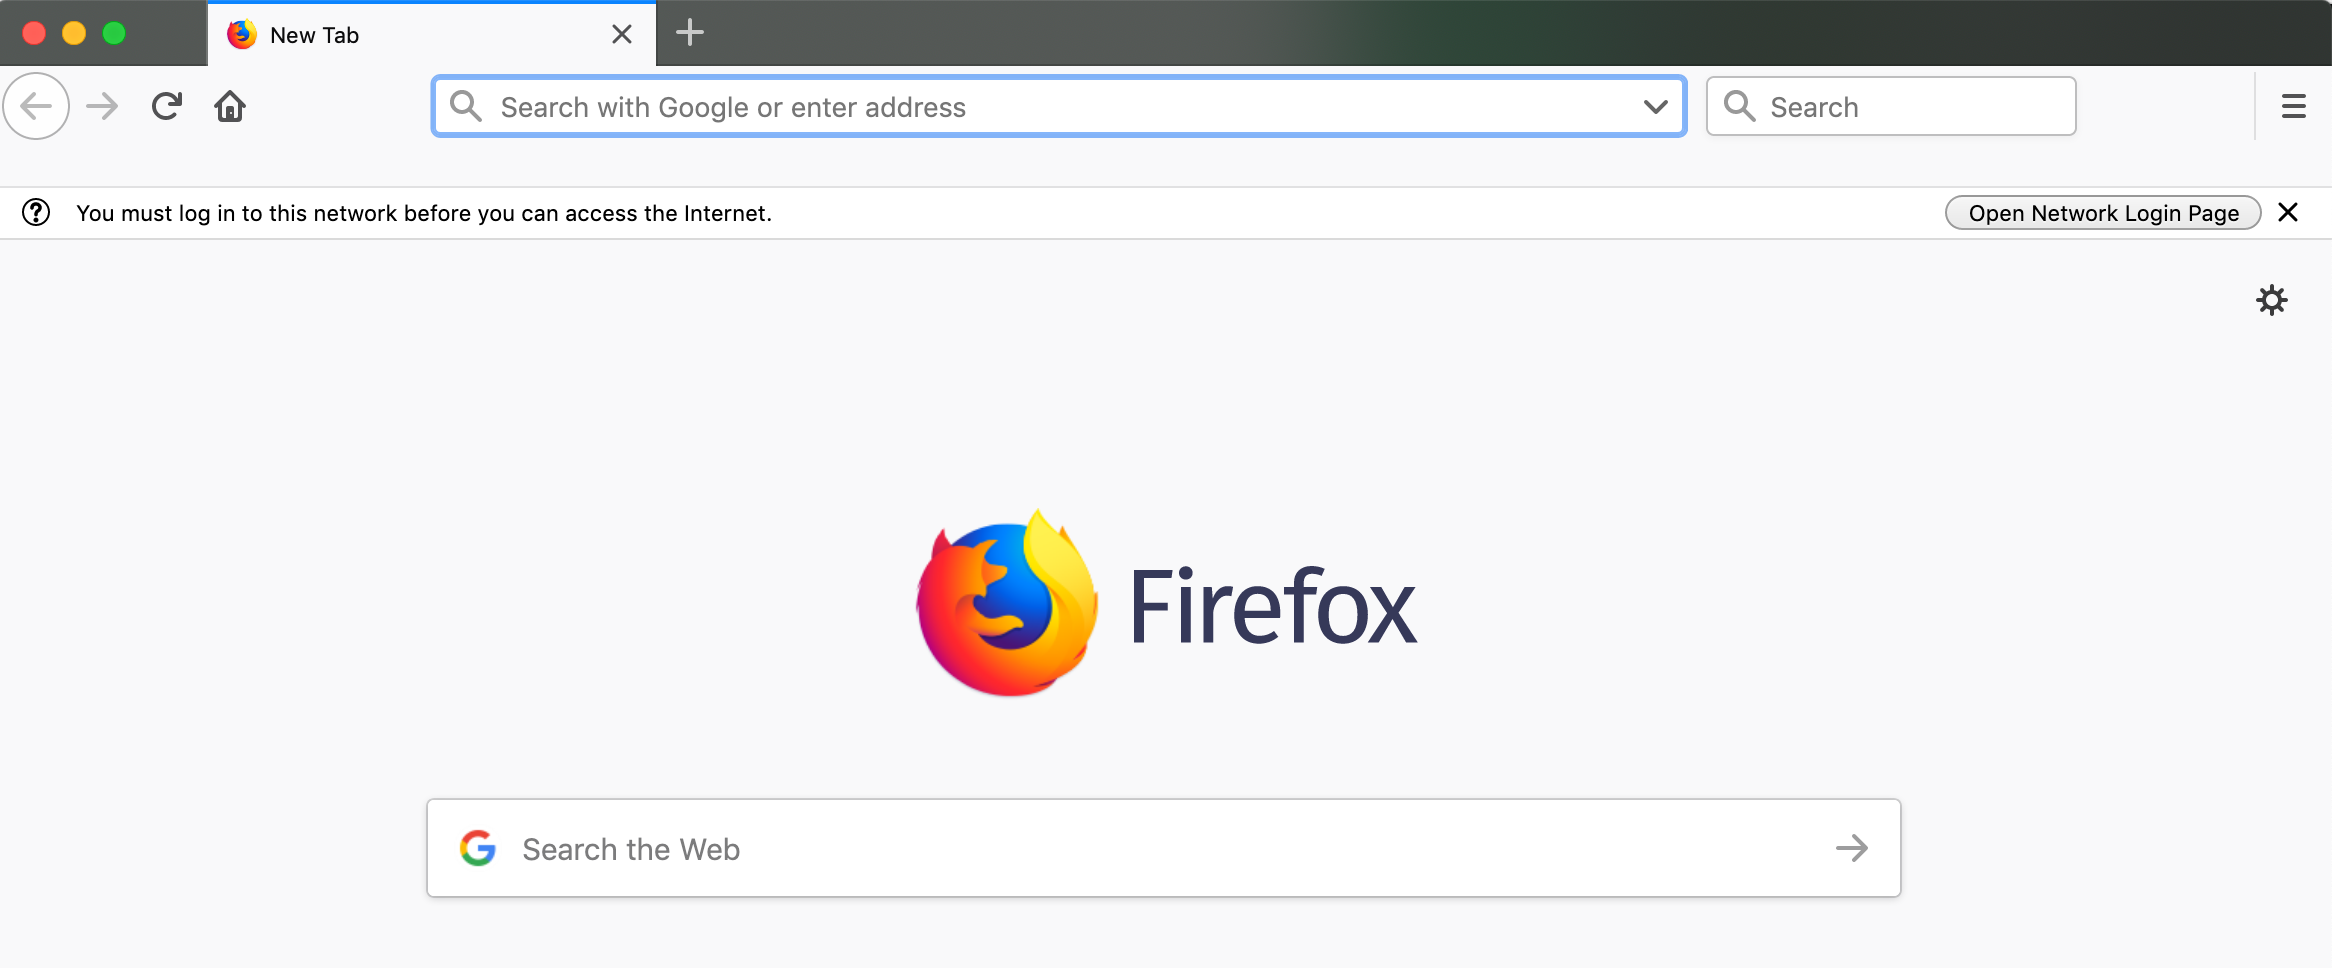 New Tab
Search with Google or enter address
Search
You must log in to this network before you can access the Internet.
Open Network Login Page
Firefox
Search the Web